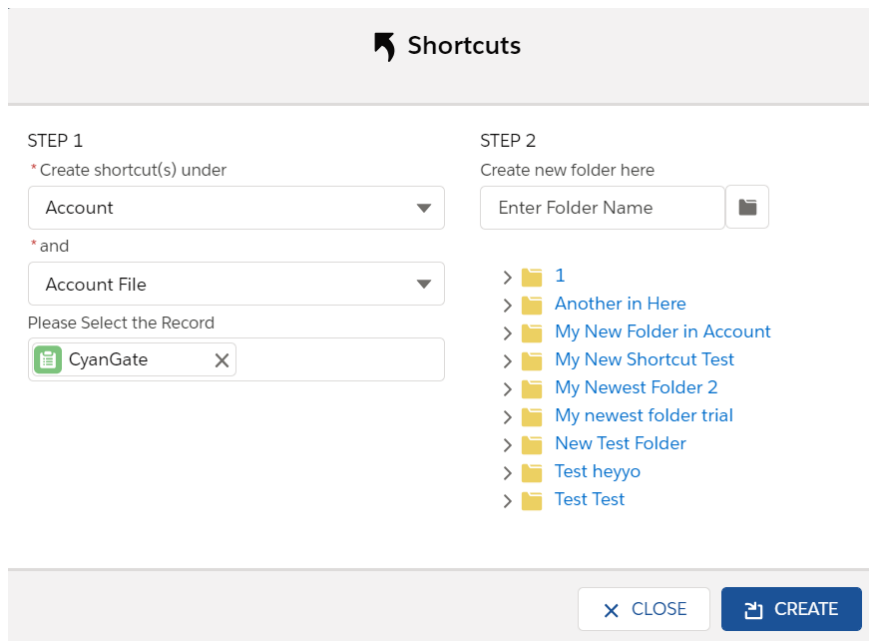 Shortcuts
STEP 1
*Create shortcut(s) under
Account
*and
Account File
Please Select the Record
CyanGate
STEP 2
Create new folder here
Enter Folder Name
1
Another in Here
My New Folder in Account
My New Shortcut Test
My Newest Folder 2
My newest folder trial
New Test Folder
Test heyyo
Test Test
CLOSE
CREATE